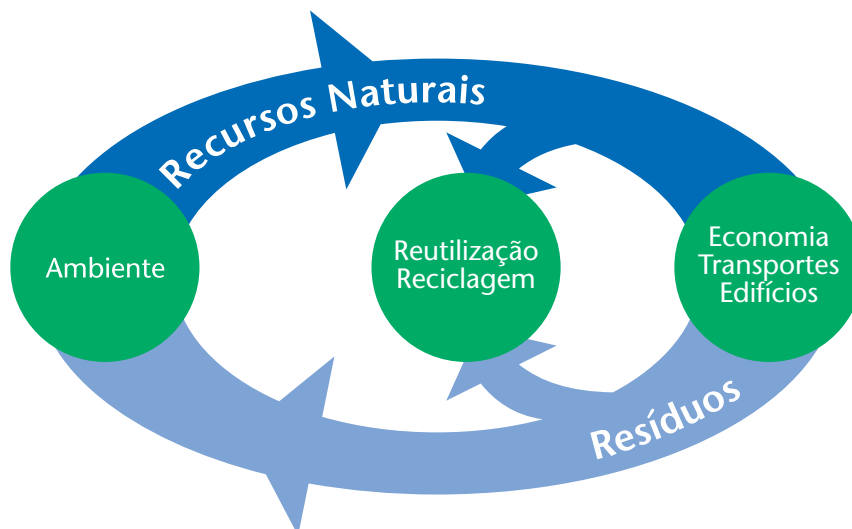 Recursos Naturais
Ambiente
Reutilização
Reciclagem
Economia
Transportes
Edifícios
Resíduos